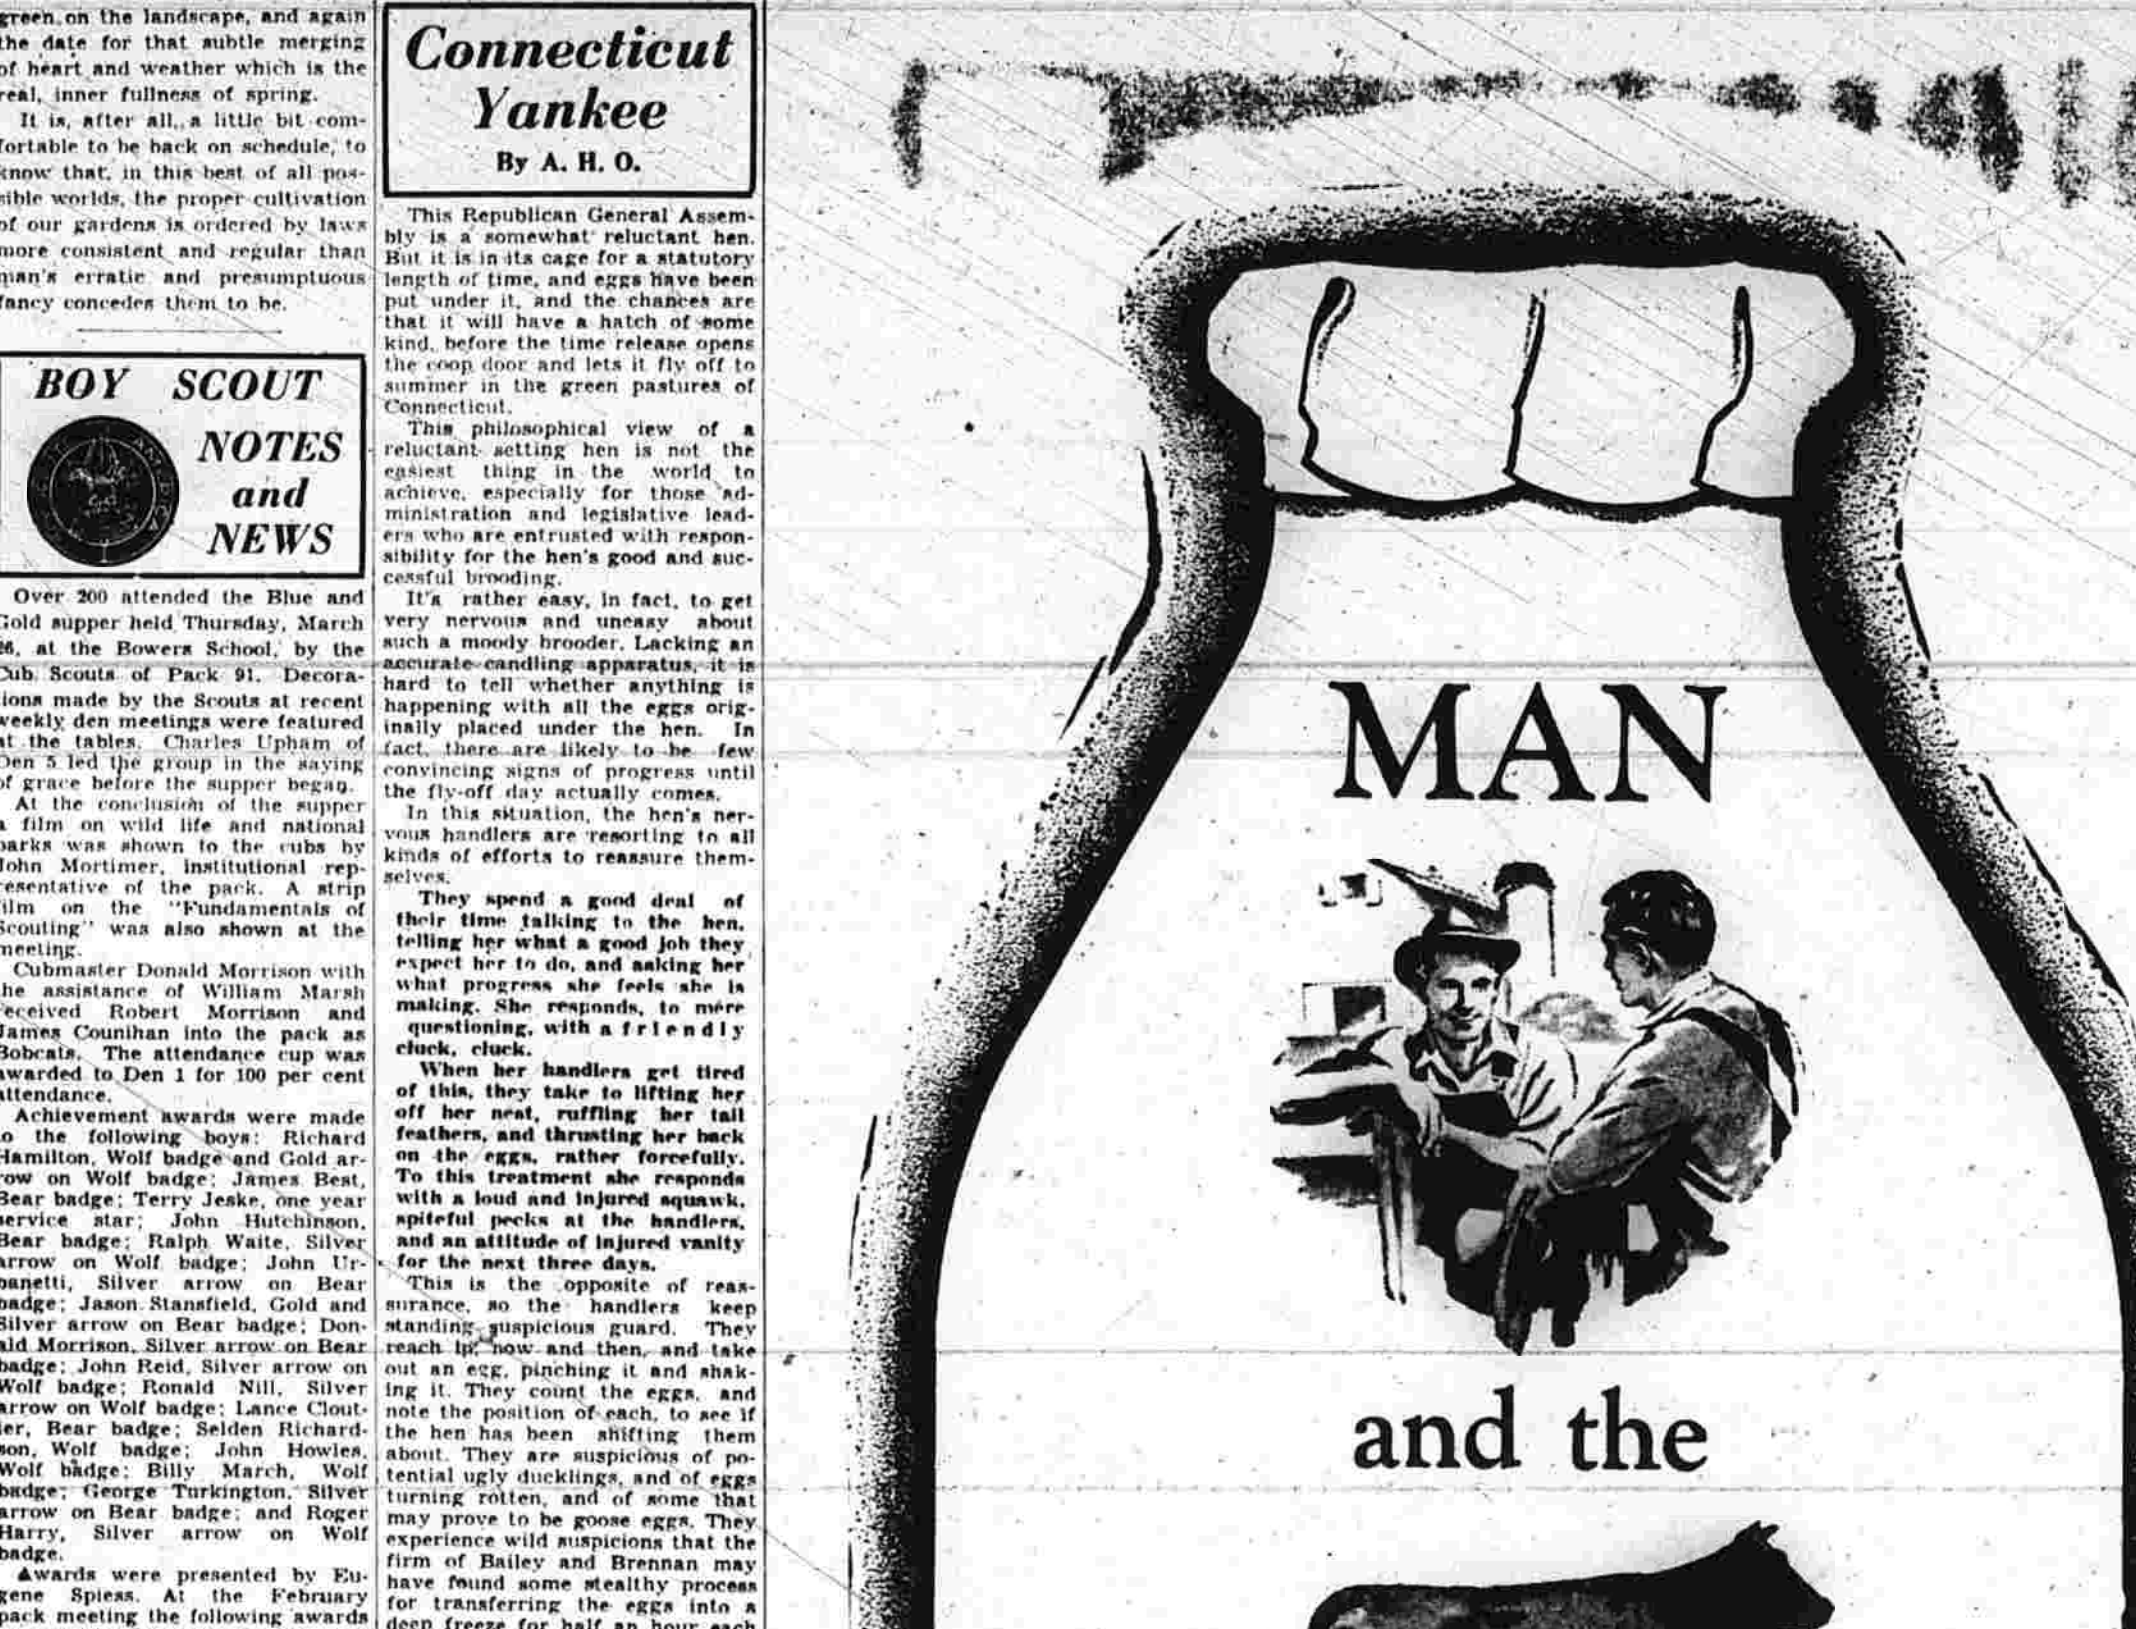 green on the landscape, and again
the date for that subtle merging
of heart and weather which is the
real, inner fullness of spring.
It is, after all, a little bit com-
fortable to be back on schedule, to
know that, in this best of all pos-
sible worlds, the proper cultivation
of our gardens is ordered by laws
more consistent and regular than
man's erratic and presumptuous
fancy concedes them to be.
BOY SCOUT
NOTES
and
NEWS
Over 200 attended the Blue and
Gold supper held Thursday, March
26, at the Bowers School, by the
Cub Scouts of Pack 91. Decora-
tions made by the Scouts at recent
weekly den meetings were featured
at the tables. Charles Upham of
Den 5 led the group in the saying
of grace before the supper began.
At the conclusion of the supper
a film on wild life and national
parks was shown to the cubs by
John Mortimer, institutional rep-
resentative of the pack. A strip
film on the "Fundamentals of
Scouting" was also shown at the
meeting.
Cubmaster Donald Morrison with
the assistance of William Marsh
received Robert Morrison and
James Counihan into the pack as
Bobcats. The attendance cup was
awarded to Den 1 for 100 per cent
attendance.
Achievement awards were made
to the following boys: Richard
Hamilton, Wolf badge and Gold ar-
row on Wolf badge; James Best,
Bear badge; Terry Jeske, one year
service star; John Hutchinson,
Bear badge; Ralph Waite, Silver
arrow on Wolf badge; John Ur-
banetti, Silver arrow on Bear
badge; Jason Stansfield, Gold and
Silver arrow on Bear badge; Don-
ald Morrison, Silver arrow on Bear
badge; John Reid, Silver arrow on
Wolf badge; Ronald Nill, Silver
arrow on Wolf badge; Lance Clout-
ier, Bear badge; Selden Richard-
son, Wolf badge; John Howles,
Wolf badge; Billy March, Wolf
badge; George Turkington, Silver
arrow on Bear badge; and Roger
Harry, Silver arrow on Wolf
badge.
Awards were presented by Eu-
gene Spiess. At the February
pack meeting the following awards
Connecticut
Yankee
By A. H. O.
This Republican General Assem-
bly is a somewhat reluctant hen.
But it is in its cage for a statutory
length of time, and eggs have been
put under it, and the chances are
that it will have a hatch of some
kind, before the time release opens
the coop door and lets it fly off to
summer in the green pastures of
Connecticut.
This philosophical view of a
reluctant setting hen is not the
easiest thing in the world to
achieve, especially for those ad-
ministration and legislative lead-
ers who are entrusted with respon-
sibility for the hen's good and suc-
cessful brooding.
It's rather easy, in fact, to get
very nervous and uneasy about
such a moody brooder. Lacking an
accurate candling apparatus, it is
hard to tell whether anything is
happening with all the eggs orig-
inally placed under the hen. In
fact, there are likely to be few
convincing signs of progress until
the fly-off day actually comes.
In this situation, the hen's ner-
vous handlers are resorting to all
kinds of efforts to reassure them-
selves.
They spend a good deal of
their time talking to the hen,
telling her what a good job they
expect her to do, and asking her
what progress she feels she is
making. She responds, to mere
questioning, with a friendly
cluck, cluck.
When her handlers get tired
of this, they take to lifting her
off her nest, ruffling her tail
feathers, and thrusting her back
on the eggs, rather forcefully.
To this treatment she responds
with a loud and injured squawk,
spiteful pecks at the handlers,
and an attitude of injured vanity
for the next three days.
This is the opposite of reas-
surance, so the handlers keep
standing suspicious guard. They
reach in, now and then, and take
out an egg, pinching it and shak-
ing it. They count the eggs, and
note the position of each, to see if
the hen has been shifting them
about. They are suspicious of po-
tential ugly ducklings, and of eggs
turning rotten, and of some that
may prove to be goose eggs. They
experience wild suspicions that the
firm of Bailey and Brennan may
have found some stealthy process
for transferring the eggs into a
deep freeze for half an hour each
MAN
and the